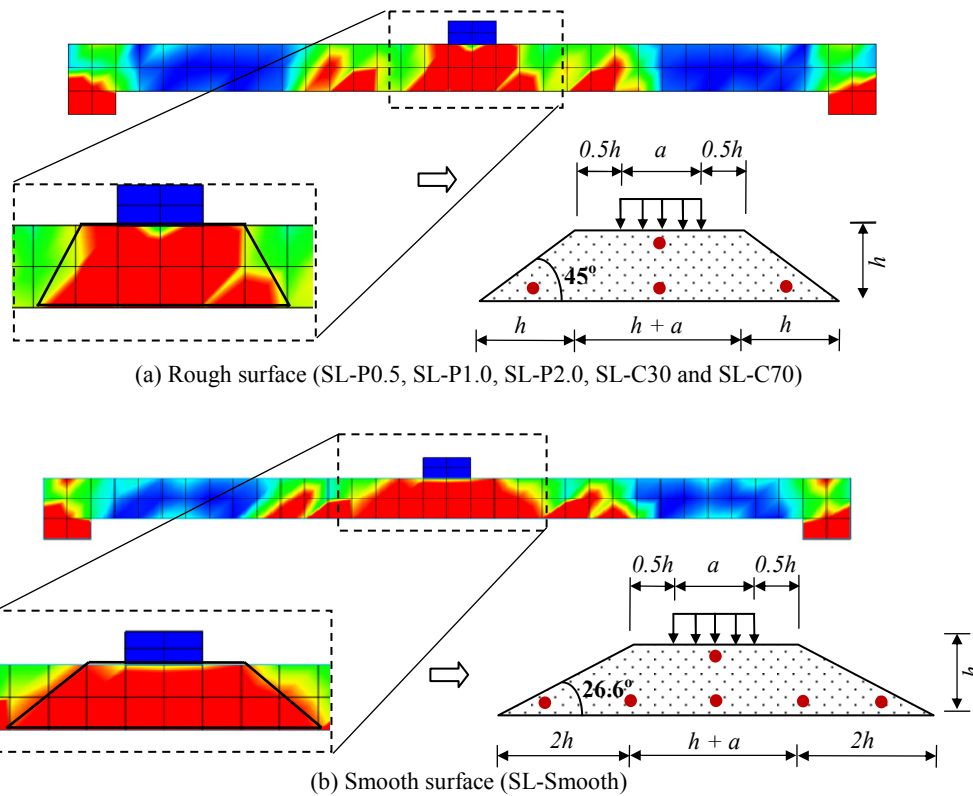 0.5h a 0.5h
h
45°
h h + a h
(a) Rough surface (SL-P0.5, SL-P1.0, SL-P2.0, SL-C30 and SL-C70)
0.5h a 0.5h
h
26.6°
2h h + a 2h
(b) Smooth surface (SL-Smooth)